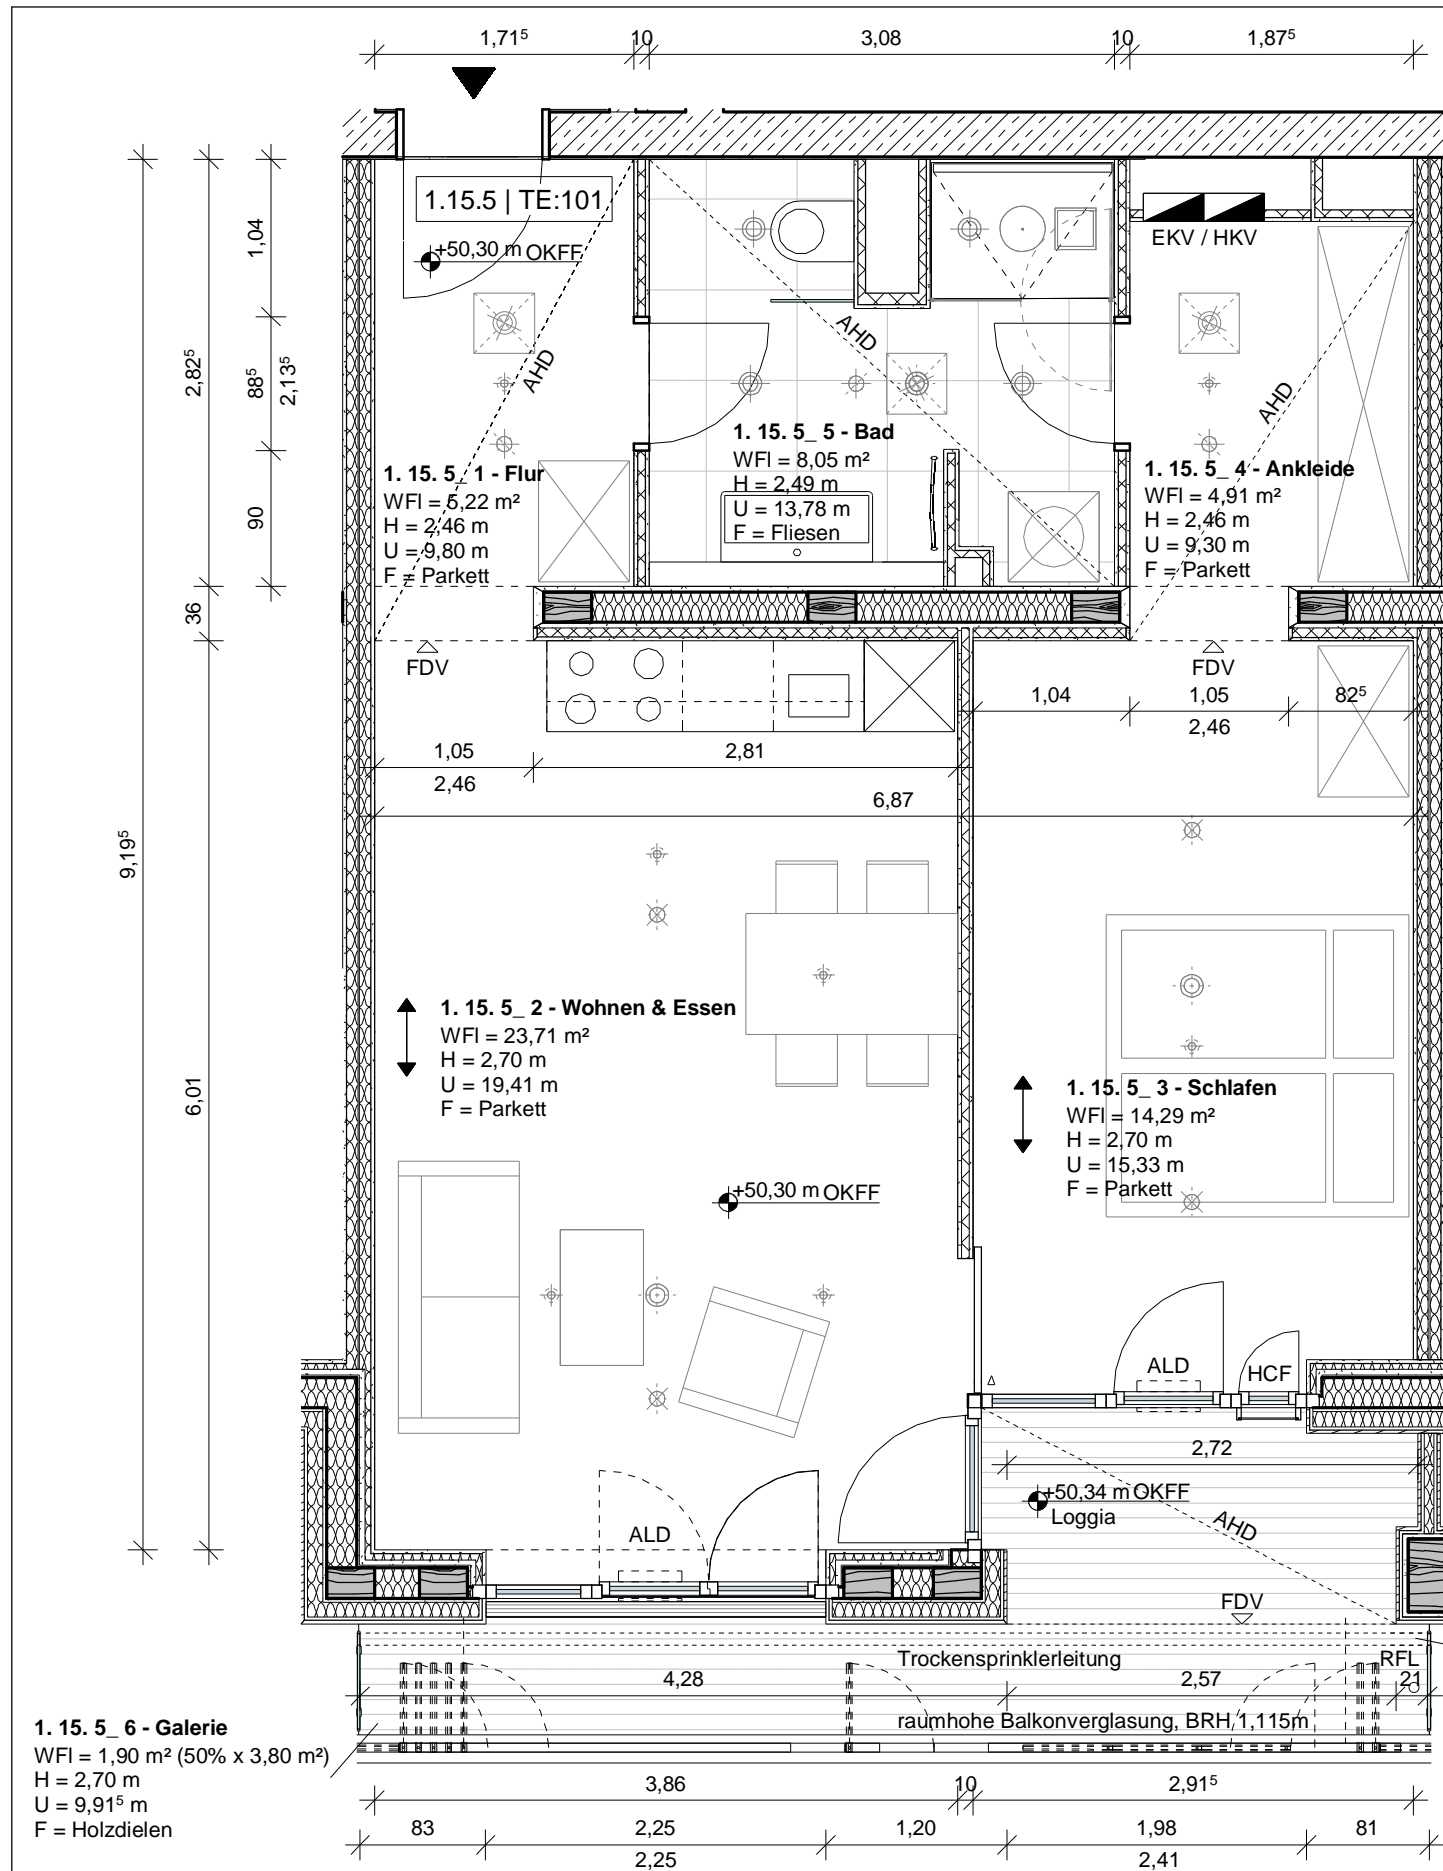 1,71⁵
10
3,08
10
1,87⁵
1.15.5 | TE:101
+50,30 m OKFF
EKV / HKV
1,04
2,82⁵
88⁵
2,13⁵
90
36
9,19⁵
6,01
AHD
AHD
AHD
1. 15. 5_ 1 - Flur
WFl = 5,22 m²
H = 2,46 m
U = 9,80 m
F = Parkett
1. 15. 5_ 5 - Bad
WFl = 8,05 m²
H = 2,49 m
U = 13,78 m
F = Fliesen
1. 15. 5_ 4 - Ankleide
WFl = 4,91 m²
H = 2,46 m
U = 9,30 m
F = Parkett
FDV
FDV
1,04
1,05
2,46
82⁵
1,05
2,46
2,81
6,87
1. 15. 5_ 2 - Wohnen & Essen
WFl = 23,71 m²
H = 2,70 m
U = 19,41 m
F = Parkett
1. 15. 5_ 3 - Schlafen
WFl = 14,29 m²
H = 2,70 m
U = 15,33 m
F = Parkett
+50,30 m OKFF
ALD
HCF
2,72
+50,34 m OKFF
Loggia
AHD
ALD
FDV
Trockensprinklerleitung
RFL
4,28
2,57
21
raumhohe Balkonverglasung, BRH 1,115m
1. 15. 5_ 6 - Galerie
WFl = 1,90 m² (50% x 3,80 m²)
H = 2,70 m
U = 9,91⁵ m
F = Holzdielen
3,86
10
2,91⁵
83
2,25
2,25
1,20
1,98
2,41
81